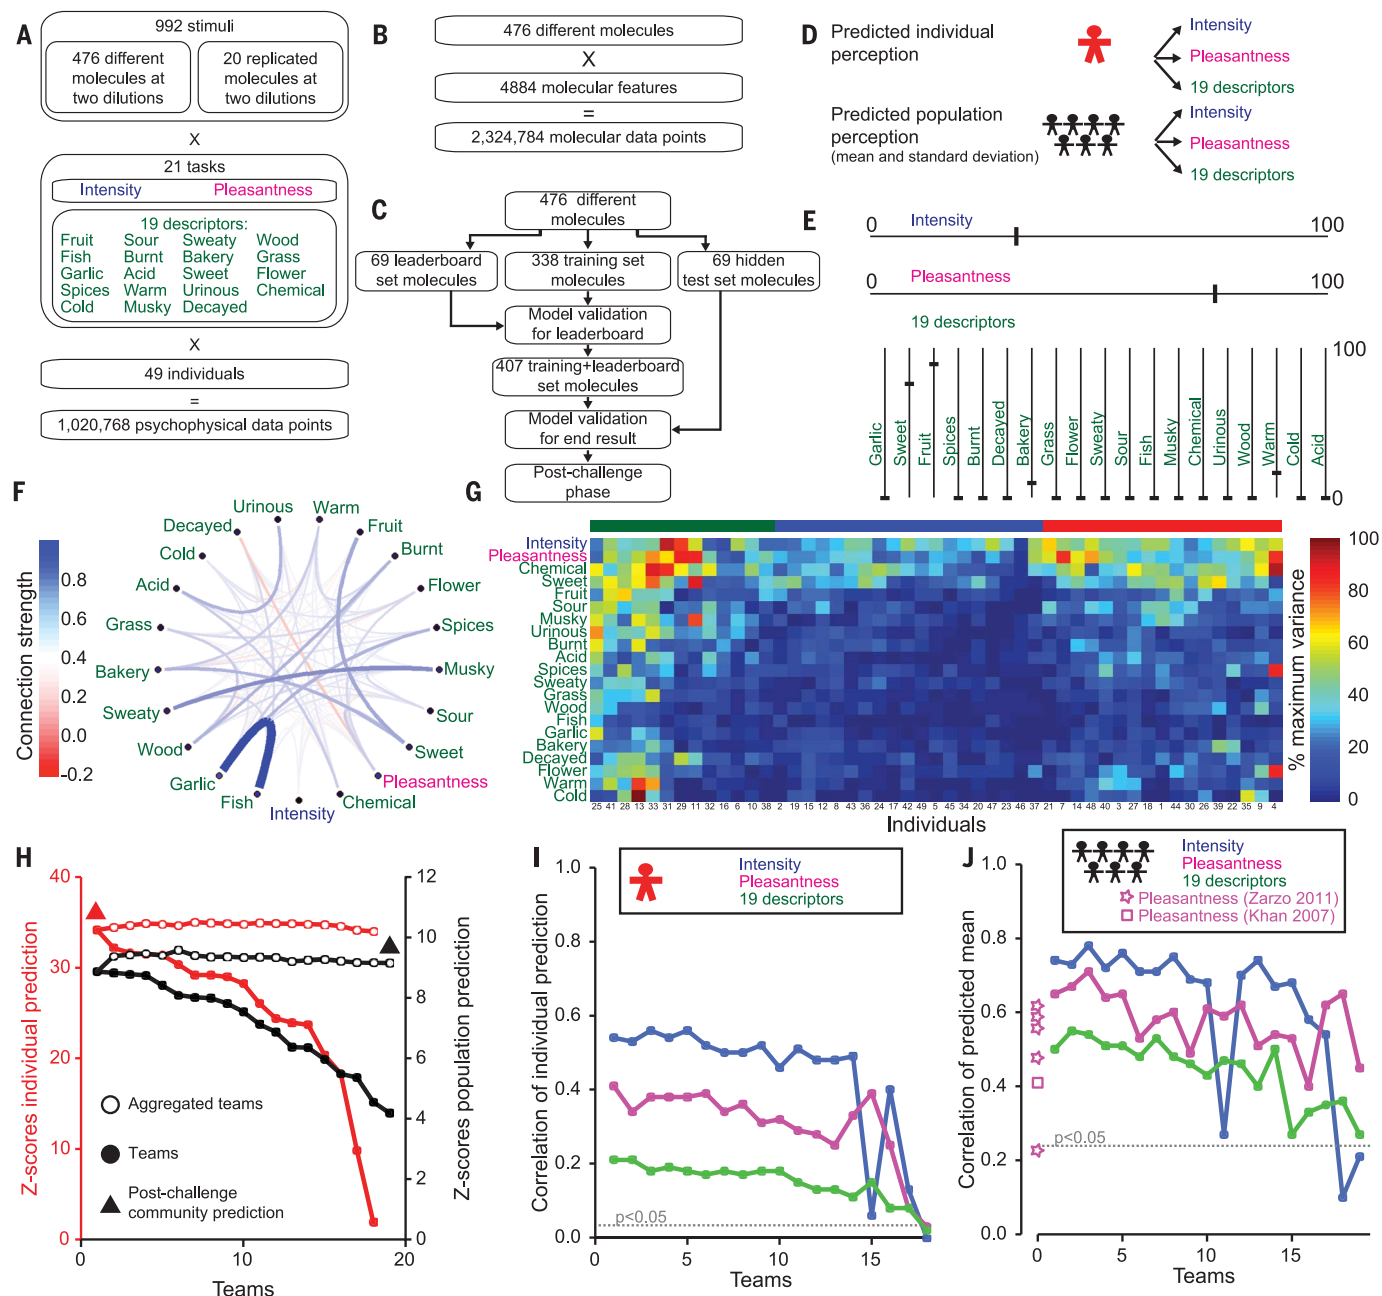 A
992 stimuli
476 different
molecules at
two dilutions
20 replicated
molecules at
two dilutions
X
21 tasks
Intensity
Pleasantness
19 descriptors:
Fruit Sour Sweaty Wood
Fish Burnt Bakery Grass
Garlic Acid Sweet Flower
Spices Warm Urinous Chemical
Cold Musky Decayed
X
49 individuals
=
1,020,768 psychophysical data points
B
476 different molecules
X
4884 molecular features
=
2,324,784 molecular data points
C
476 different
molecules
69 leaderboard
set molecules
338 training set
molecules
69 hidden
test set molecules
Model validation
for leaderboard
407 training+leaderboard
set molecules
Model validation
for end result
Post-challenge
phase
D
Predicted individual
perception
Intensity
Pleasantness
19 descriptors
Predicted population
perception
(mean and standard deviation)
Intensity
Pleasantness
19 descriptors
E
0 Intensity 100
0 Pleasantness 100
19 descriptors
100
Garlic
Sweet
Fruit
Spices
Burnt
Decayed
Bakery
Grass
Flower
Sweaty
Sour
Fish
Musky
Chemical
Urinous
Wood
Warm
Cold
Acid
0
F
Connection strength
0.8
0.6
0.4
0.2
0.0
-0.2
Urinous
Warm
Fruit
Burnt
Flower
Spices
Musky
Sour
Sweet
Pleasantness
Chemical
Intensity
Fish
Garlic
Wood
Sweaty
Bakery
Grass
Acid
Cold
Decayed
G
Intensity
Pleasantness
Chemical
Sweet
Fruit
Sour
Musky
Urinous
Burnt
Acid
Spices
Sweaty
Grass
Wood
Fish
Garlic
Bakery
Decayed
Flower
Warm
Cold
25 41 28 13 33 31 29 11 32 16 6 10 38 2 19 15 12 8 43 36 24 17 42 49 5 45 34 20 47 23 46 37 21 7 14 48 40 3 27 18 1 44 30 26 39 22 35 9 4
Individuals
100
80
60
40
20
0
% maximum variance
H
Z-scores individual prediction
40
30
20
10
0
12
10
8
6
4
2
0
Z-scores population prediction
Aggregated teams
Teams
Post-challenge
community prediction
0 10 20
Teams
I
Intensity
Pleasantness
19 descriptors
Correlation of individual prediction
1.0
0.8
0.6
0.4
0.2
0.0
p<0.05
0 5 10 15
Teams
J
Intensity
Pleasantness
19 descriptors
Pleasantness (Zarzo 2011)
Pleasantness (Khan 2007)
Correlation of predicted mean
1.0
0.8
0.6
0.4
0.2
0.0
p<0.05
0 5 10 15
Teams